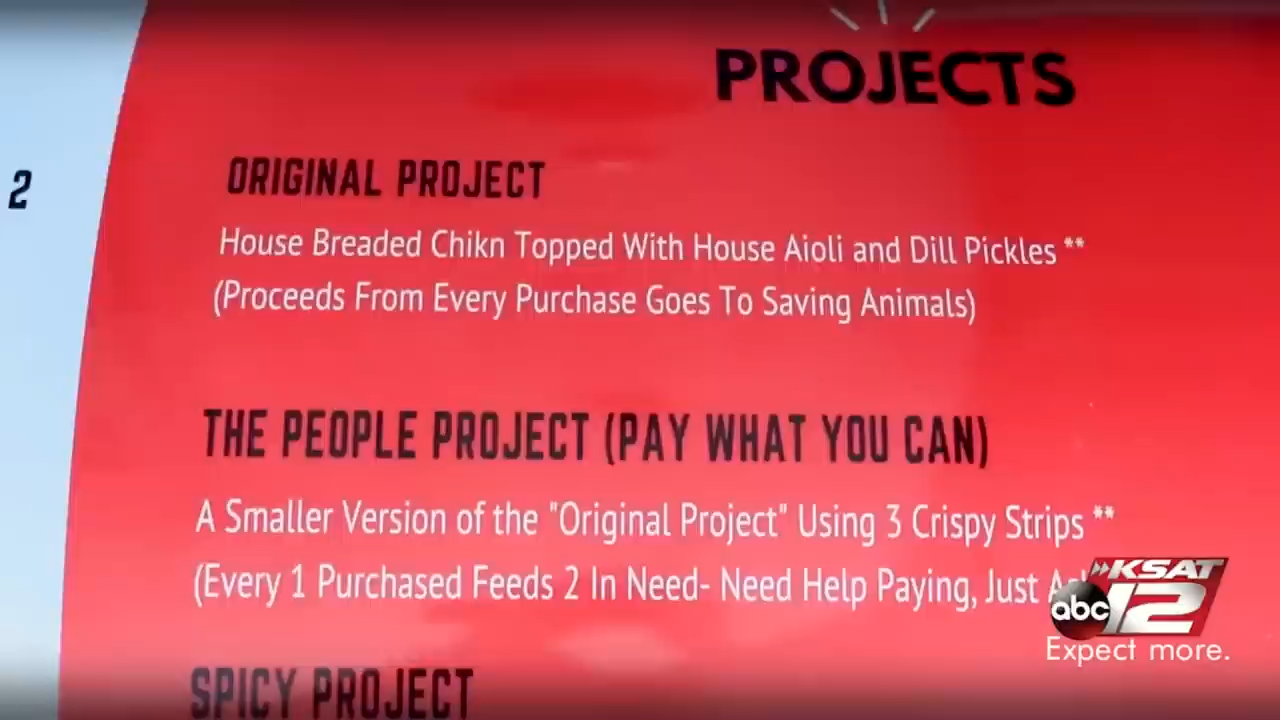 PROJECTS
2
ORIGINAL PROJECT
House Breaded Chikn Topped With House Aioli and Dill Pickles **
(Proceeds From Every Purchase Goes To Saving Animals)
THE PEOPLE PROJECT (PAY WHAT YOU CAN)
A Smaller Version of the "Original Project" Using 3 Crispy Strips **
(Every 1 Purchased Feeds 2 In Need- Need Help Paying, Just
SPICY PROJECT
KSAT
abc 12
Expect more.